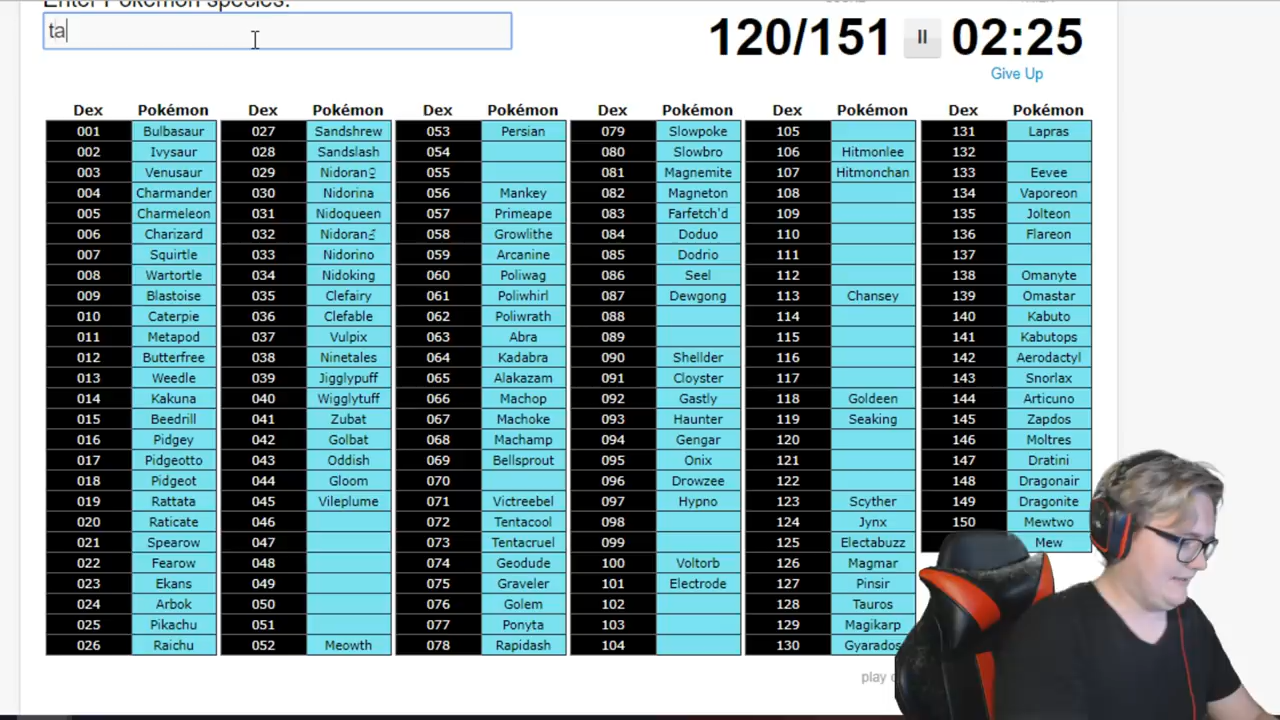 Enter Pokémon species:
ta
120/151 II 02:25
Give Up
Dex Pokémon Dex Pokémon Dex Pokémon Dex Pokémon Dex Pokémon Dex Pokémon
001 Bulbasaur 027 Sandshrew 053 Persian 079 Slowpoke 105 131 Lapras
002 Ivysaur 028 Sandslash 054 080 Slowbro 106 Hitmonlee 132
003 Venusaur 029 Nidoran♀ 055 081 Magnemite 107 Hitmonchan 133 Eevee
004 Charmander 030 Nidorina 056 Mankey 082 Magneton 108 134 Vaporeon
005 Charmeleon 031 Nidoqueen 057 Primeape 083 Farfetch'd 109 135 Jolteon
006 Charizard 032 Nidoran♂ 058 Growlithe 084 Doduo 110 136 Flareon
007 Squirtle 033 Nidorino 059 Arcanine 085 Dodrio 111 137
008 Wartortle 034 Nidoking 060 Poliwag 086 Seel 112 138 Omanyte
009 Blastoise 035 Clefairy 061 Poliwhirl 087 Dewgong 113 Chansey 139 Omastar
010 Caterpie 036 Clefable 062 Poliwrath 088 114 140 Kabuto
011 Metapod 037 Vulpix 063 Abra 089 115 141 Kabutops
012 Butterfree 038 Ninetales 064 Kadabra 090 Shellder 116 142 Aerodactyl
013 Weedle 039 Jigglypuff 065 Alakazam 091 Cloyster 117 143 Snorlax
014 Kakuna 040 Wigglytuff 066 Machop 092 Gastly 118 Goldeen 144 Articuno
015 Beedrill 041 Zubat 067 Machoke 093 Haunter 119 Seaking 145 Zapdos
016 Pidgey 042 Golbat 068 Machamp 094 Gengar 120 146 Moltres
017 Pidgeotto 043 Oddish 069 Bellsprout 095 Onix 121 147 Dratini
018 Pidgeot 044 Gloom 070 096 Drowzee 122 148 Dragonair
019 Rattata 045 Vileplume 071 Victreebel 097 Hypno 123 Scyther 149 Dragonite
020 Raticate 046 072 Tentacool 098 124 Jynx 150 Mewtwo
021 Spearow 047 073 Tentacruel 099 125 Electabuzz Mew
022 Fearow 048 074 Geodude 100 Voltorb 126 Magmar
023 Ekans 049 075 Graveler 101 Electrode 127 Pinsir
024 Arbok 050 076 Golem 102 128 Tauros
025 Pikachu 051 077 Ponyta 103 129 Magikarp
026 Raichu 052 Meowth 078 Rapidash 104 130 Gyarados
play